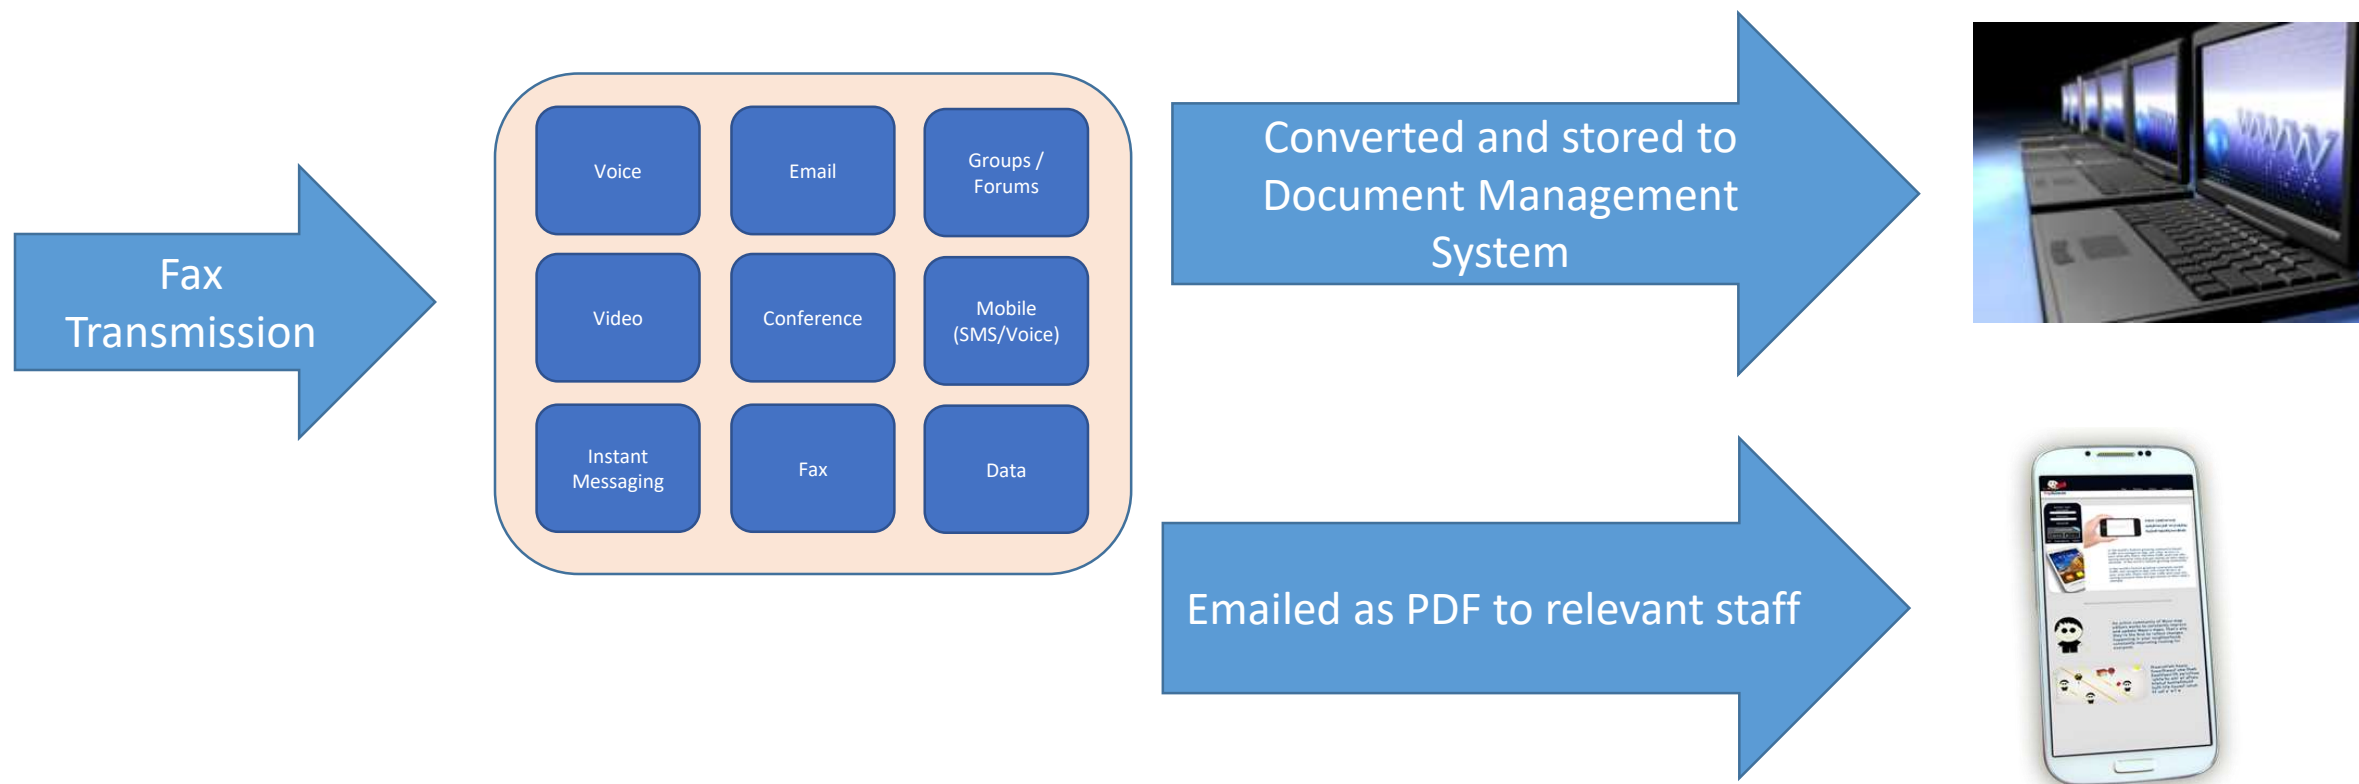 Fax
Transmission
Voice
Email
Groups /
Forums
Video
Conference
Mobile
(SMS/Voice)
Instant
Messaging
Fax
Data
Converted and stored to
Document Management
System
Emailed as PDF to relevant staff
WWW